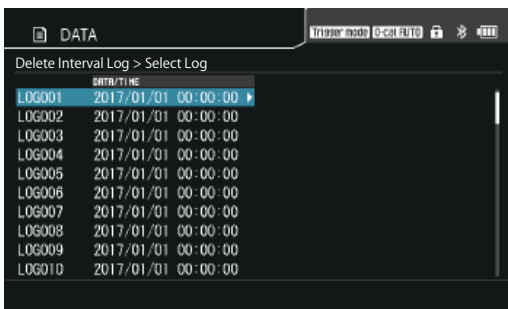 DATA Trigger mode 0-cal AUTO
Delete Interval Log > Select Log
DATA/TIME
LOG001 2017/01/01 00:00:00
LOG002 2017/01/01 00:00:00
LOG003 2017/01/01 00:00:00
LOG004 2017/01/01 00:00:00
LOG005 2017/01/01 00:00:00
LOG006 2017/01/01 00:00:00
LOG007 2017/01/01 00:00:00
LOG008 2017/01/01 00:00:00
LOG009 2017/01/01 00:00:00
LOG010 2017/01/01 00:00:00